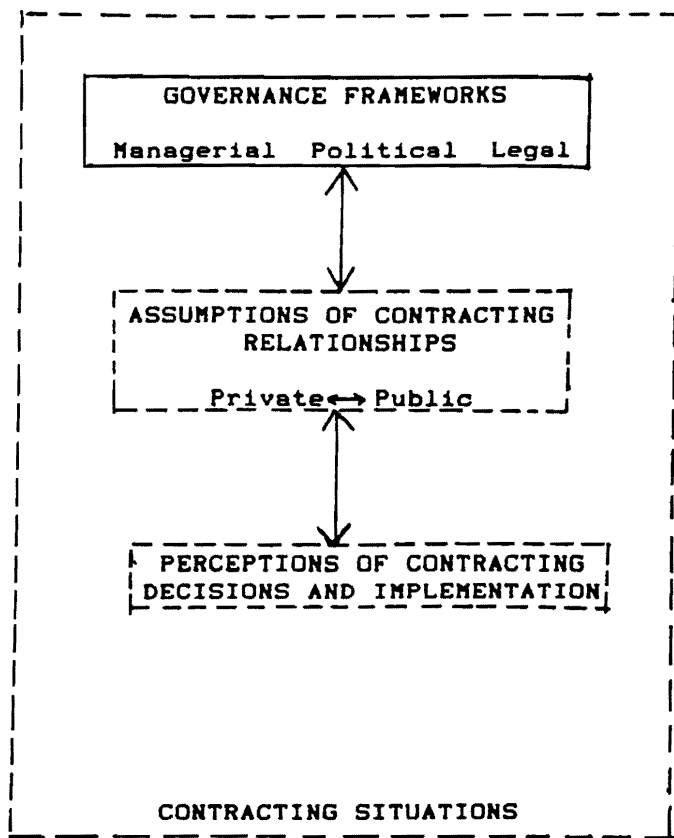 GOVERNANCE FRAMEWORKS
Managerial Political Legal
ASSUMPTIONS OF CONTRACTING
RELATIONSHIPS
Private↔Public
PERCEPTIONS OF CONTRACTING
DECISIONS AND IMPLEMENTATION
CONTRACTING SITUATIONS